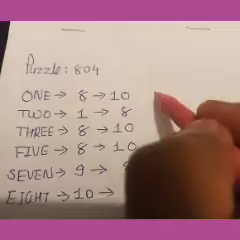 Puzzle: 804
ONE → 8 → 10
TWO → 1 → 8
THREE → 8 → 10
FIVE → 8 → 10
SEVEN → 9 →
EIGHT → 10 →